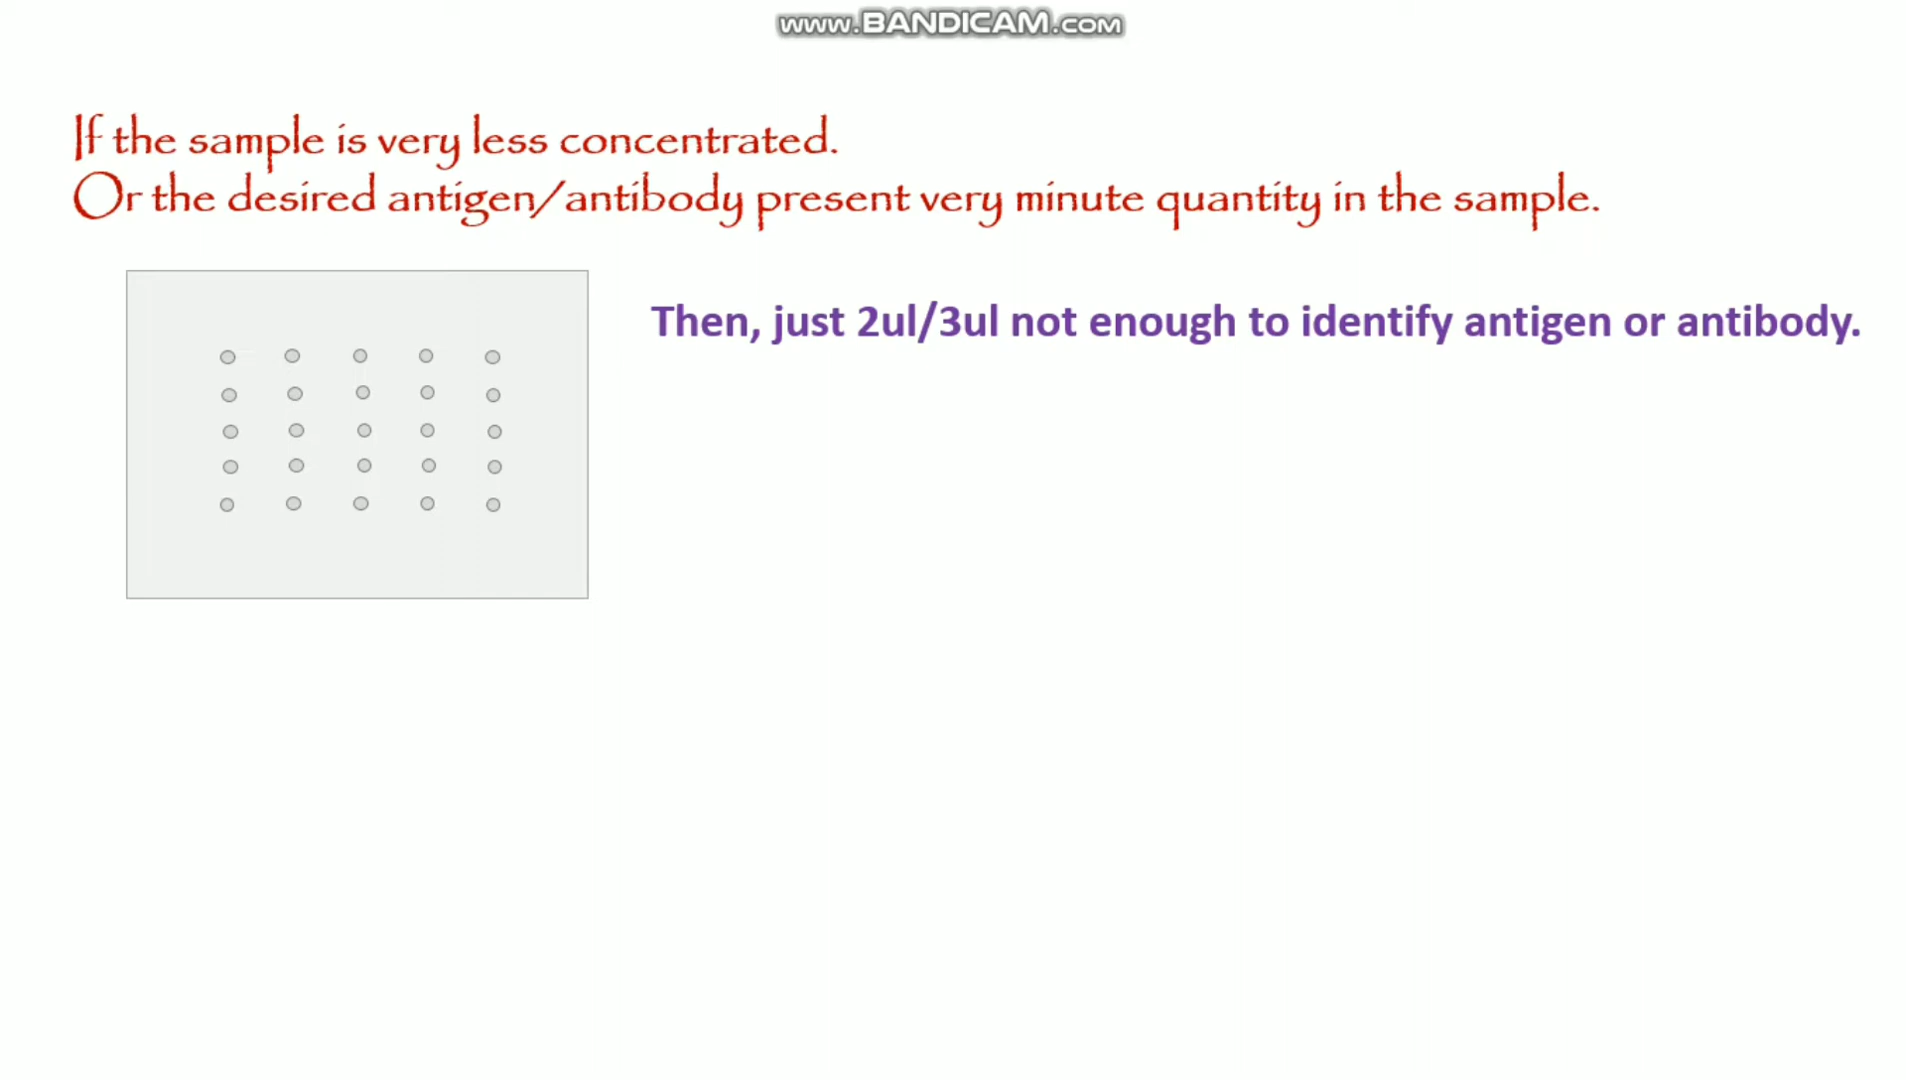 www.BANDICAM.com
If the sample is very less concentrated.
Or the desired antigen/antibody present very minute quantity in the sample.
Then, just 2ul/3ul not enough to identify antigen or antibody.